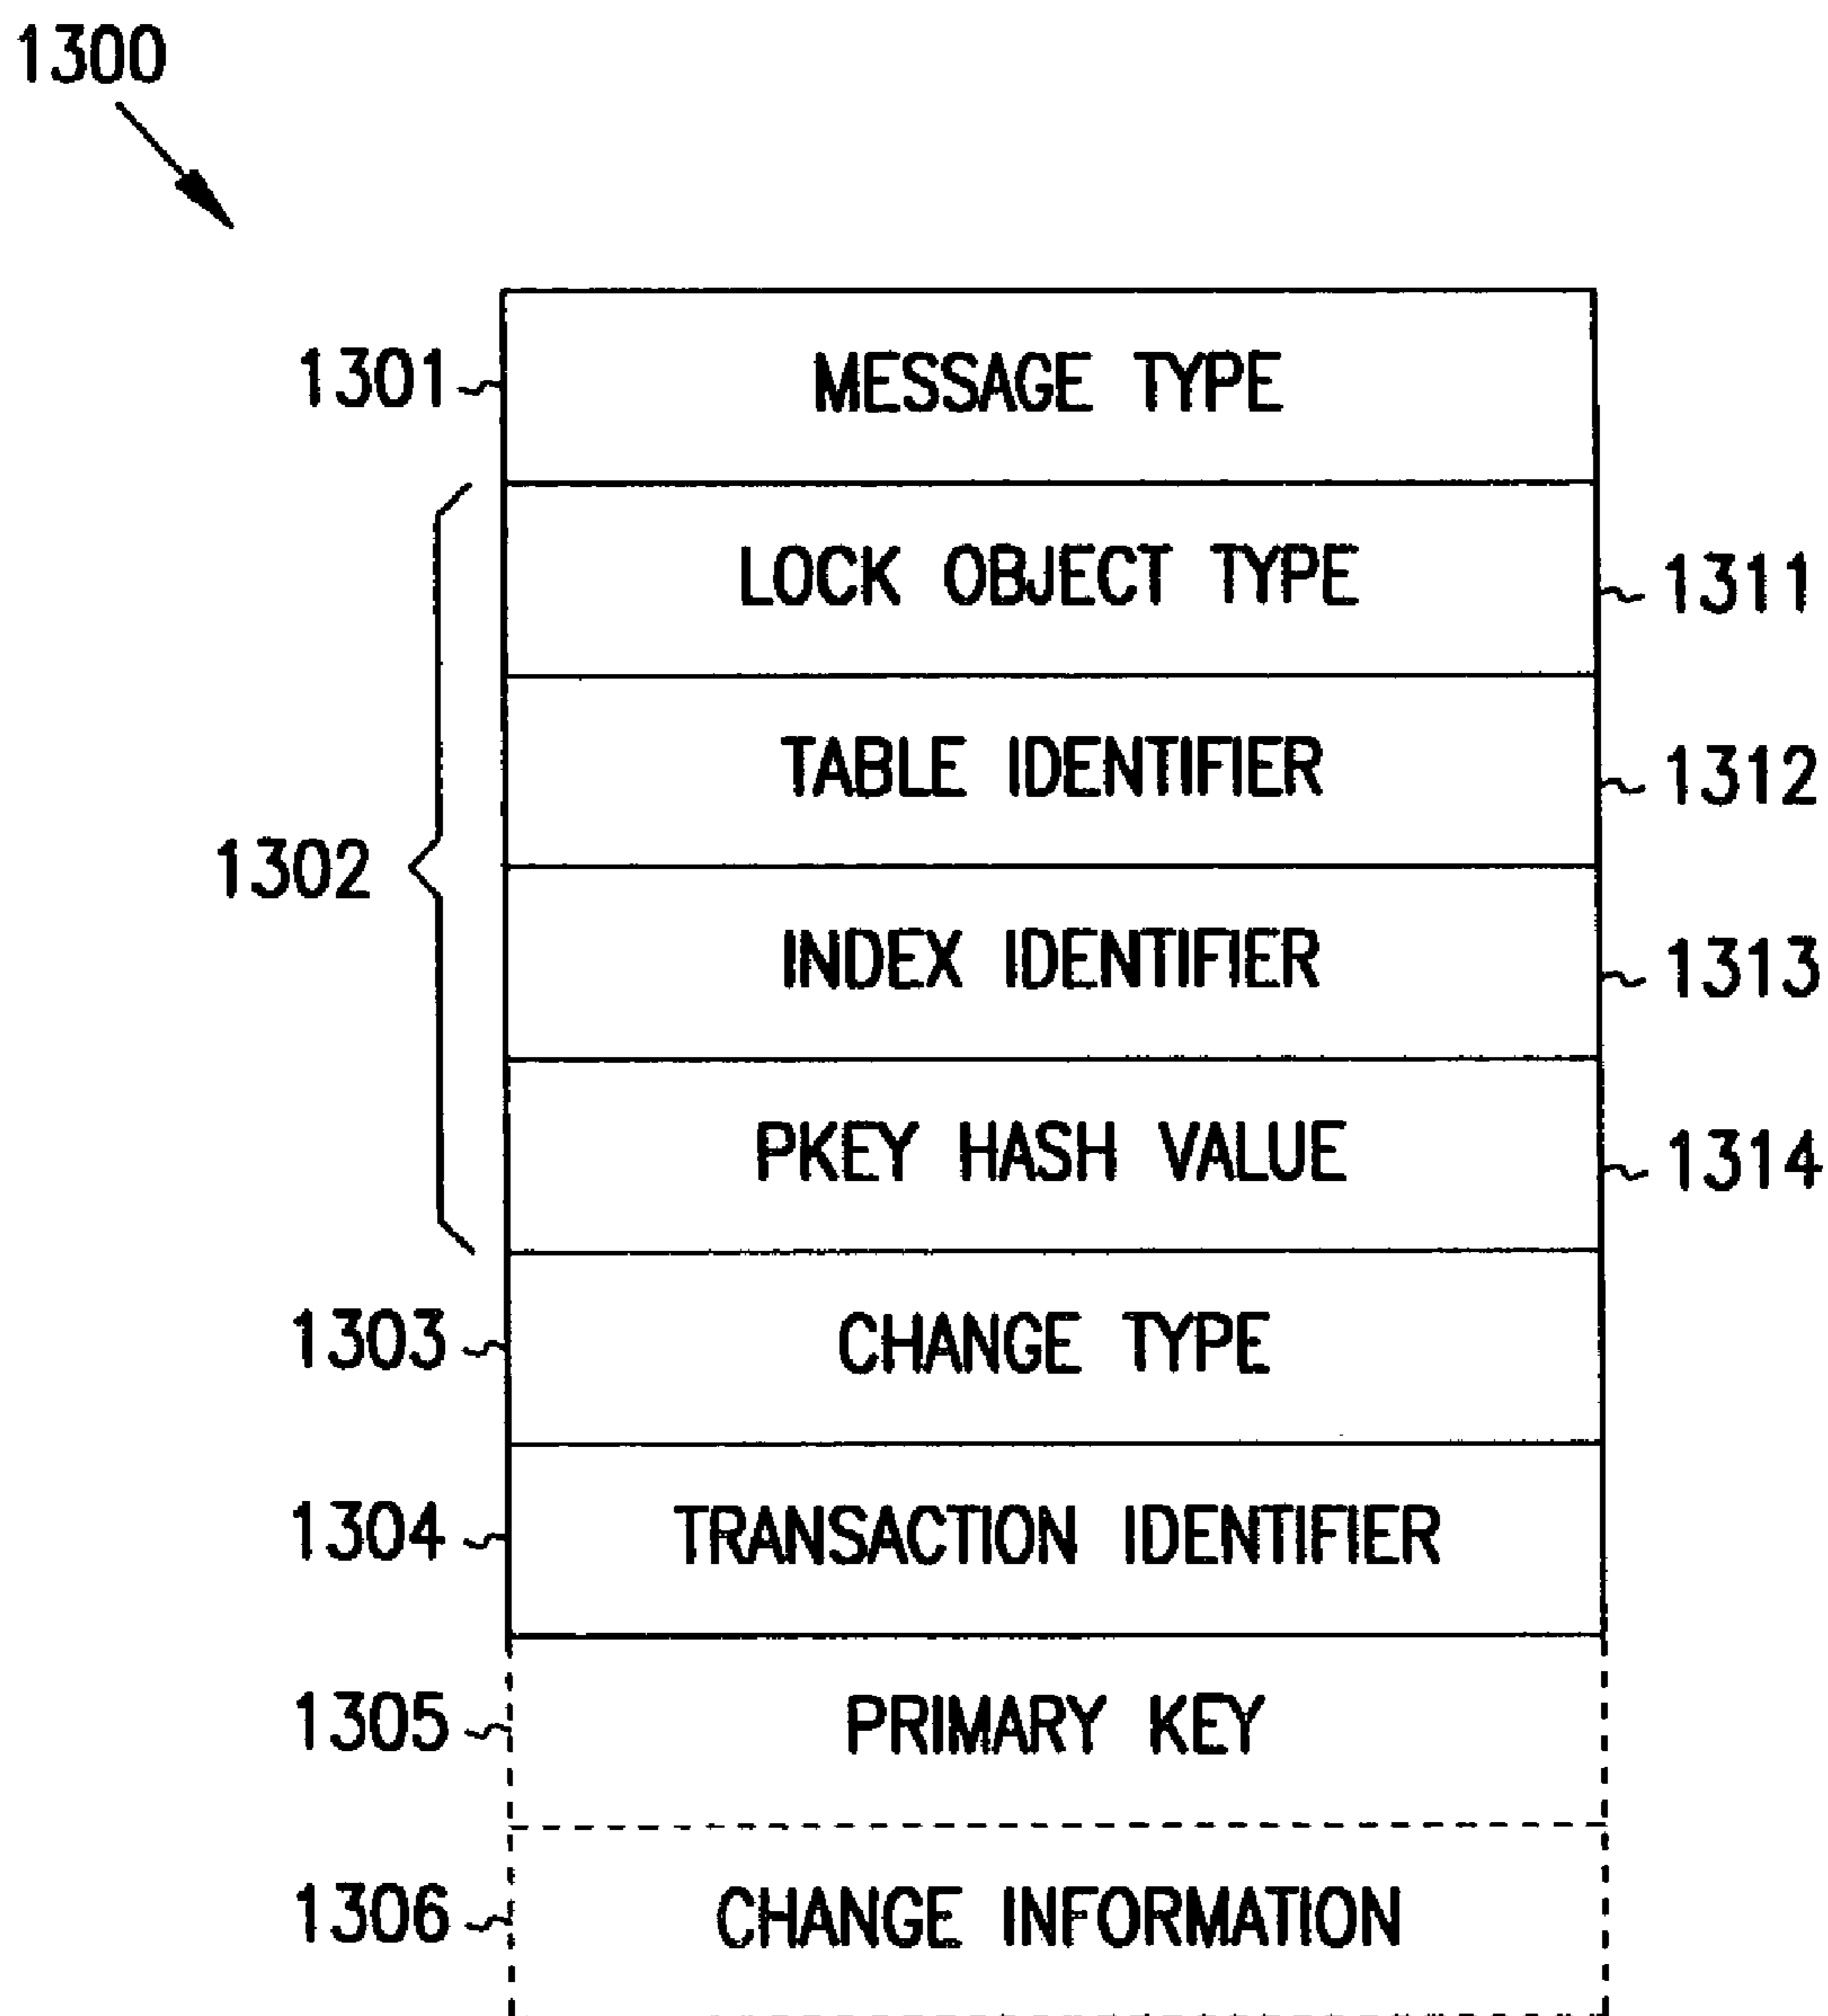 1300
1301 MESSAGE TYPE
LOCK OBJECT TYPE 1311
TABLE IDENTIFIER 1312
1302
INDEX IDENTIFIER 1313
PKEY HASH VALUE 1314
1303 CHANGE TYPE
1304 TRANSACTION IDENTIFIER
1305 PRIMARY KEY
1306 CHANGE INFORMATION